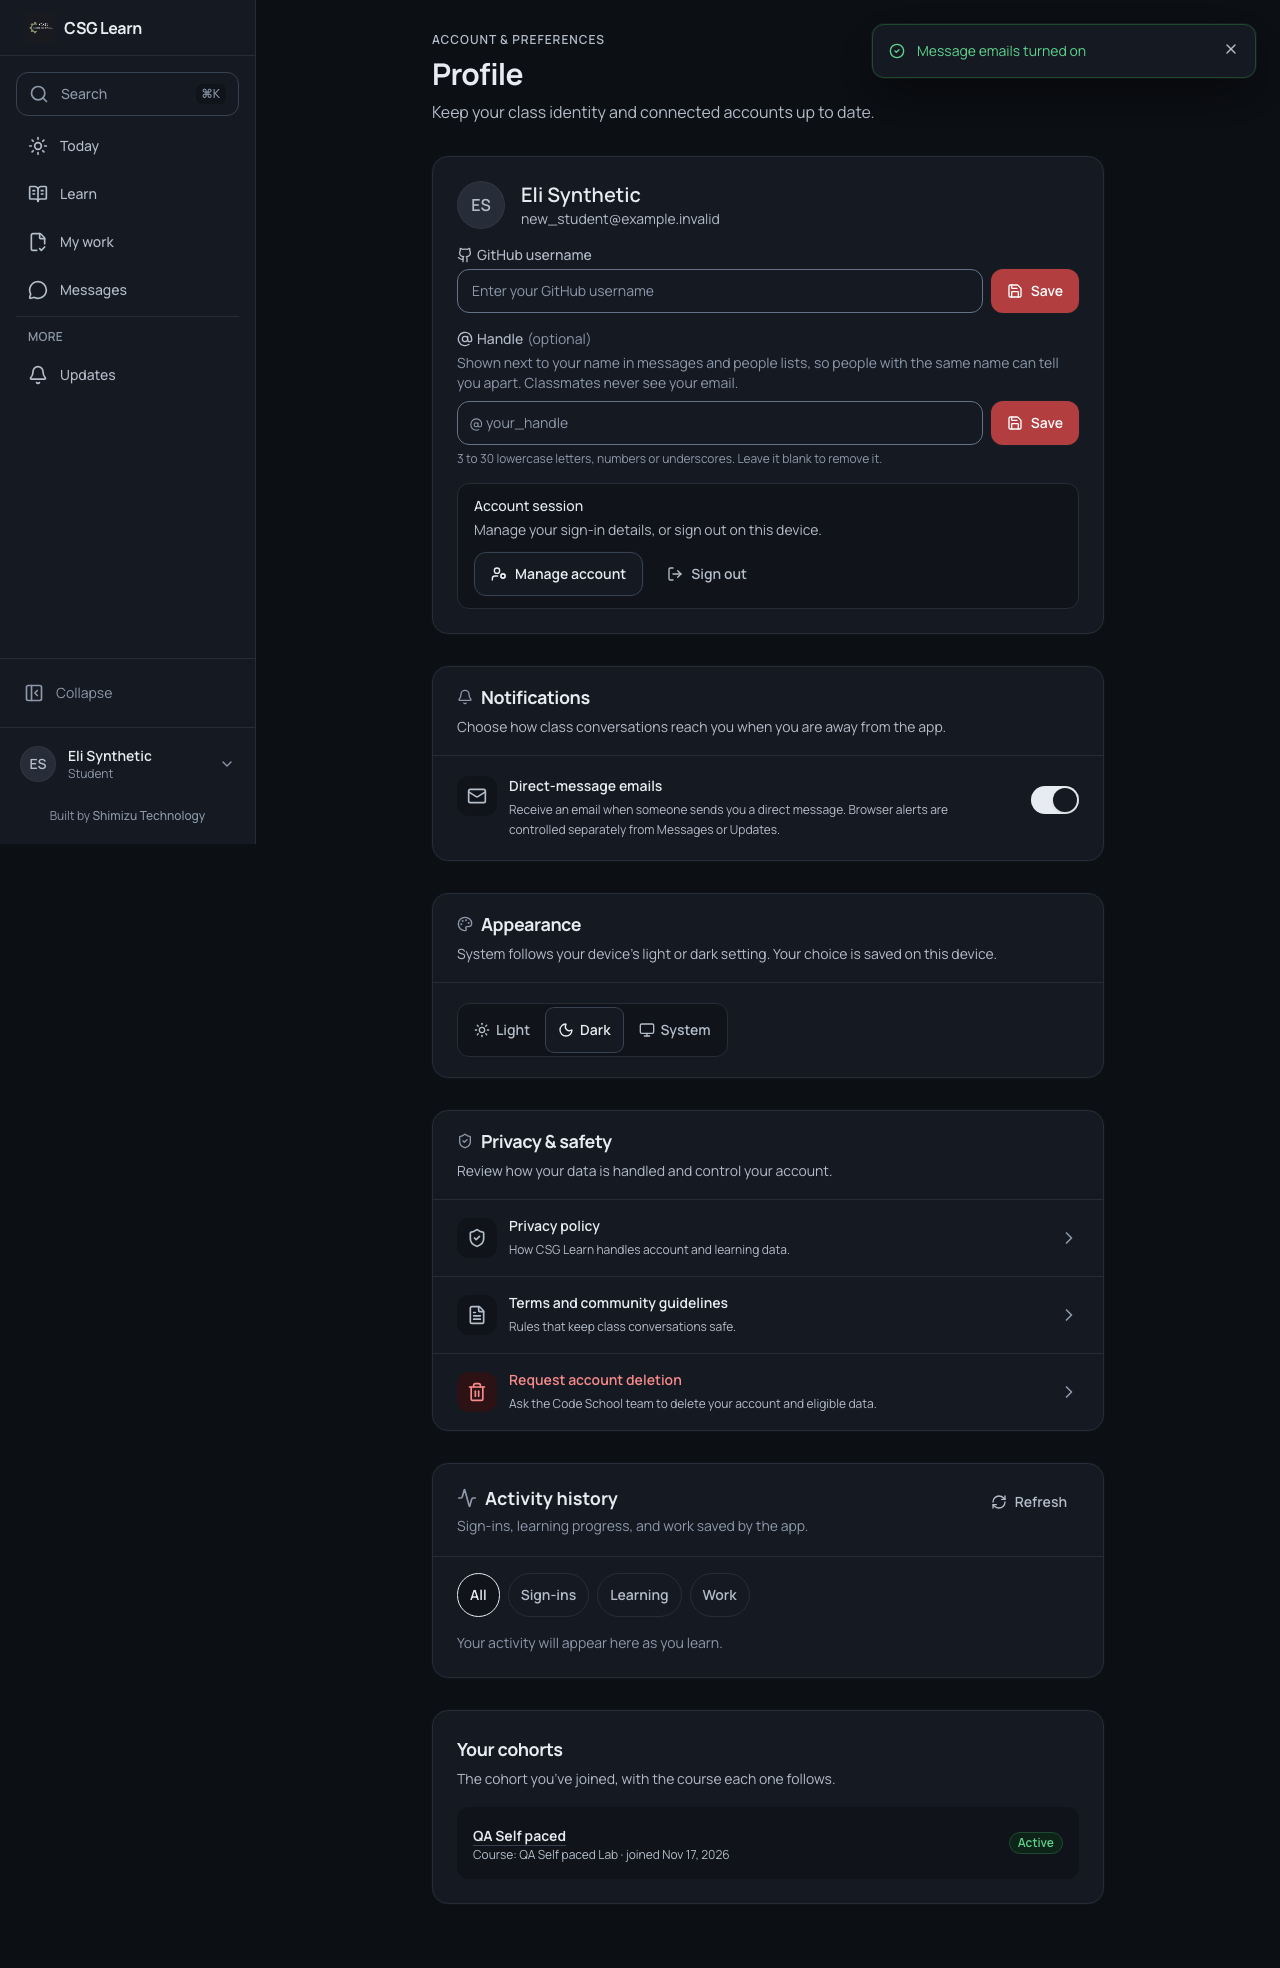 CSG Learn
Search ⌘K
Today
Learn
My work
Messages
MORE
Updates
Collapse
ES
Eli Synthetic
Student
Built by Shimizu Technology
ACCOUNT & PREFERENCES
Profile
Keep your class identity and connected accounts up to date.
Message emails turned on
ES
Eli Synthetic
new_student@example.invalid
GitHub username
Enter your GitHub username
Save
Handle (optional)
Shown next to your name in messages and people lists, so people with the same name can tell
you apart. Classmates never see your email.
@ your_handle
Save
3 to 30 lowercase letters, numbers or underscores. Leave it blank to remove it.
Account session
Manage your sign-in details, or sign out on this device.
Manage account
Sign out
Notifications
Choose how class conversations reach you when you are away from the app.
Direct-message emails
Receive an email when someone sends you a direct message. Browser alerts are
controlled separately from Messages or Updates.
Appearance
System follows your device's light or dark setting. Your choice is saved on this device.
Light
Dark
System
Privacy & safety
Review how your data is handled and control your account.
Privacy policy
How CSG Learn handles account and learning data.
Terms and community guidelines
Rules that keep class conversations safe.
Request account deletion
Ask the Code School team to delete your account and eligible data.
Activity history
Sign-ins, learning progress, and work saved by the app.
Refresh
All
Sign-ins
Learning
Work
Your activity will appear here as you learn.
Your cohorts
The cohort you've joined, with the course each one follows.
QA Self paced
Course: QA Self paced Lab · joined Nov 17, 2026
Active